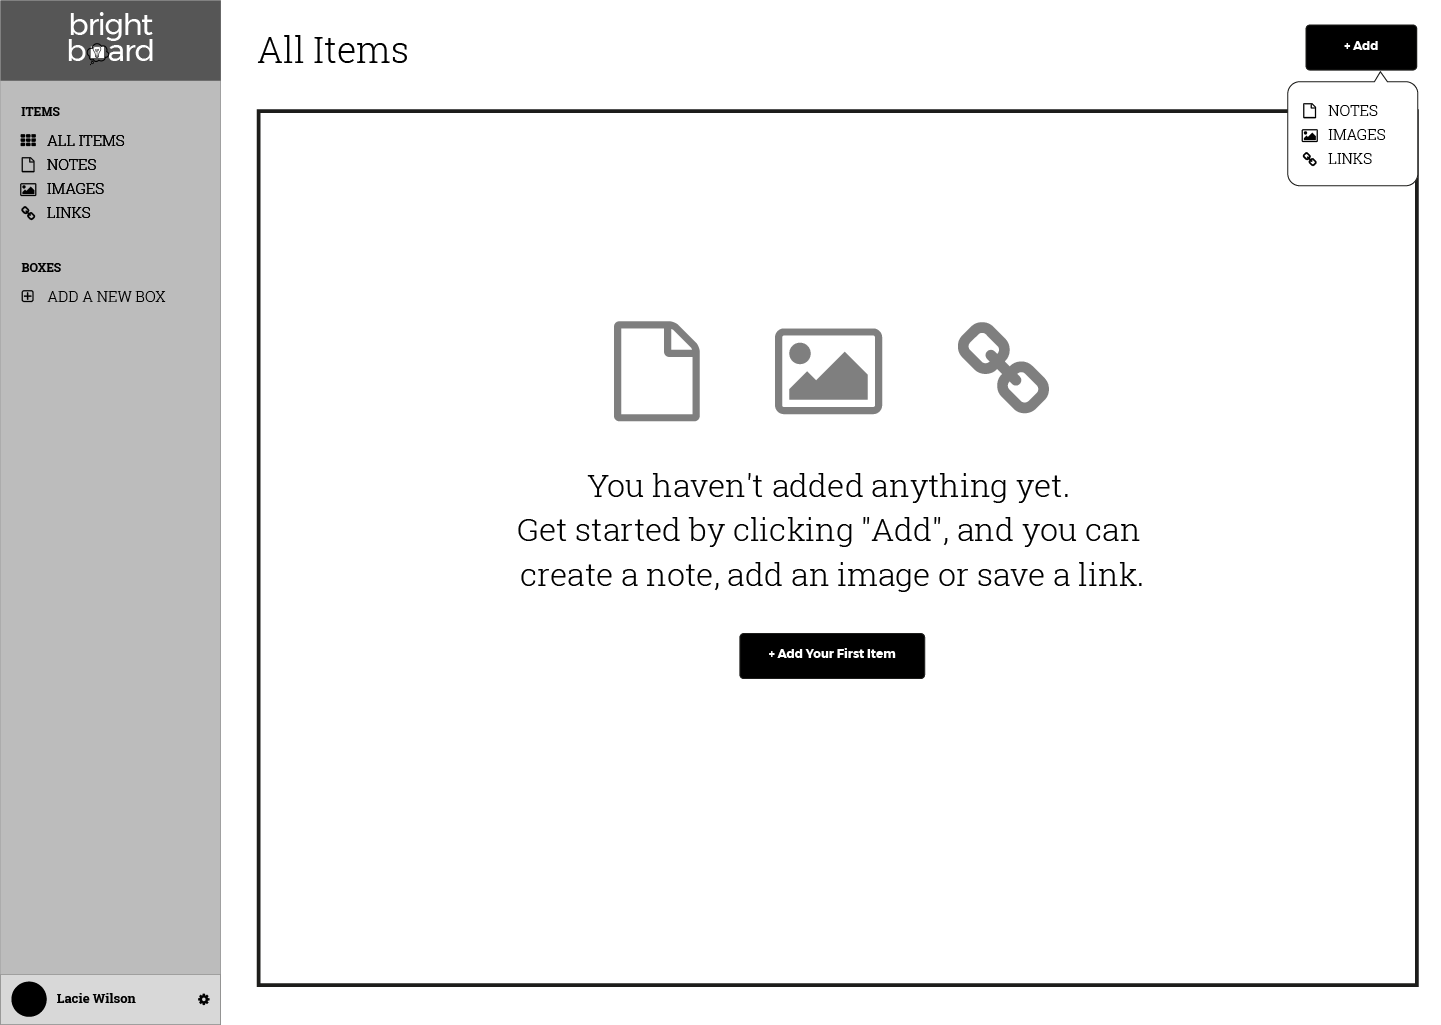 bright
board
ITEMS
ALL ITEMS
NOTES
IMAGES
LINKS
BOXES
ADD A NEW BOX
Lacie Wilson
All Items
+ Add
NOTES
IMAGES
LINKS
You haven't added anything yet.
Get started by clicking "Add", and you can
create a note, add an image or save a link.
+ Add Your First Item